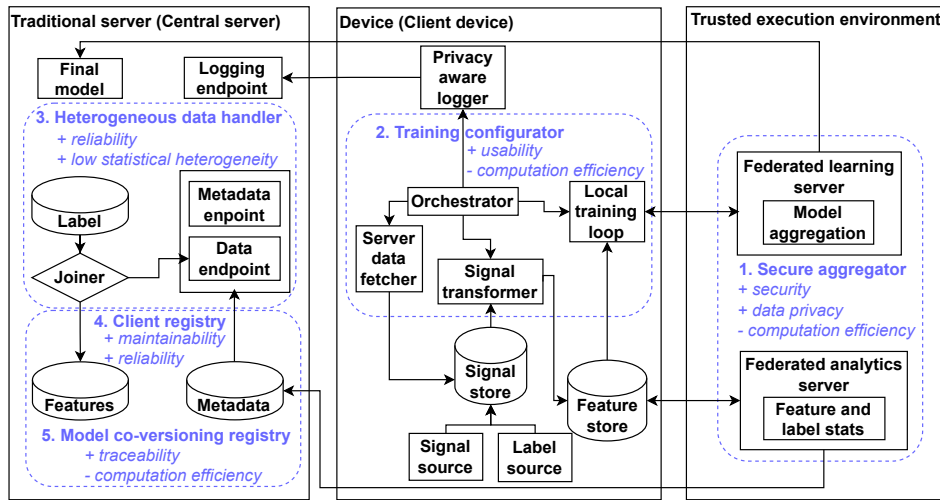 Traditional server (Central server)
Final
model
Logging
endpoint
3. Heterogeneous data handler
+ reliability
+ low statistical heterogeneity
Label
Metadata
enpoint
Data
endpoint
Joiner
4. Client registry
+ maintainability
+ reliability
Features
Metadata
5. Model co-versioning registry
+ traceability
- computation efficiency
Device (Client device)
Privacy
aware
logger
2. Training configurator
+ usability
- computation efficiency
Orchestrator
Local
training
loop
Server
data
fetcher
Signal
transformer
Signal
store
Feature
store
Signal
source
Label
source
Trusted execution environment
Federated learning
server
Model
aggregation
1. Secure aggregator
+ security
+ data privacy
- computation efficiency
Federated analytics
server
Feature and
label stats